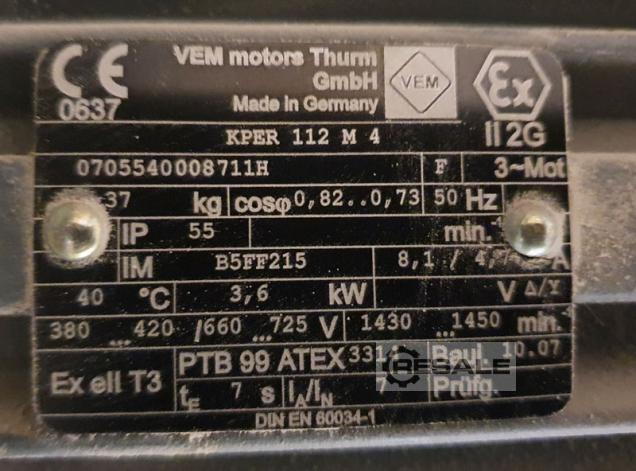 CE
0637
VEM motors Thurm
GmbH
Made in Germany
VEM
Ex
II 2G
KPER 112 M 4
0705540008711H F 3~Mot
37 kg cosφ 0,82..0,73 50 Hz
IP 55 min.
IM B5FF215 8,1 / A
40 °C 3,6 kW V Δ/Y
380 ... 420 /660 ...725 V 1430 ...1450 min.
Ex eII T3 PTB 99 ATEX Bauj. 10.07
tE 7 s IA/IN 7 Prüfg.
DIN EN 60034-1
RESALE